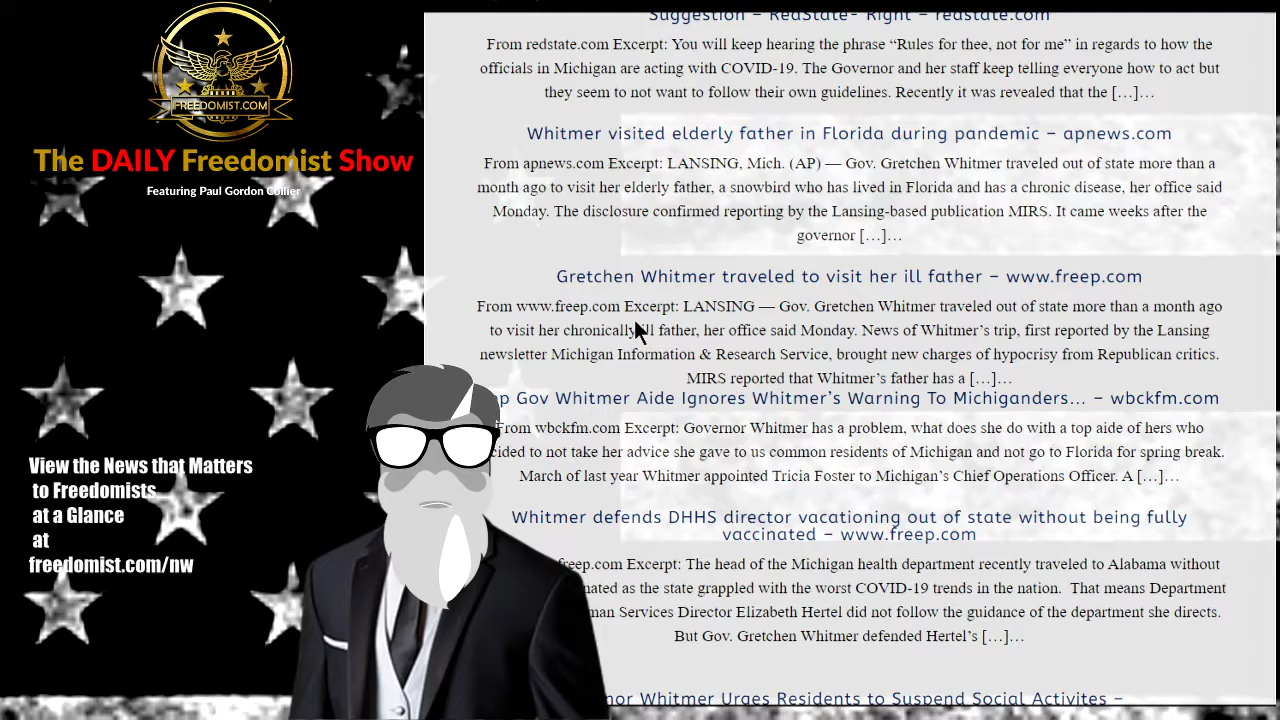 FREEDOMIST.COM
The DAILY Freedomist Show
Featuring Paul Gordon Collier
View the News that Matters
to Freedomists
at a Glance
at
freedomist.com/nw
Suggestion – RedState- Right – redstate.com
From redstate.com Excerpt: You will keep hearing the phrase “Rules for thee, not for me” in regards to how the
officials in Michigan are acting with COVID-19. The Governor and her staff keep telling everyone how to act but
they seem to not want to follow their own guidelines. Recently it was revealed that the […]…
Whitmer visited elderly father in Florida during pandemic – apnews.com
From apnews.com Excerpt: LANSING, Mich. (AP) — Gov. Gretchen Whitmer traveled out of state more than a
month ago to visit her elderly father, a snowbird who has lived in Florida and has a chronic disease, her office said
Monday. The disclosure confirmed reporting by the Lansing-based publication MIRS. It came weeks after the
governor […]…
Gretchen Whitmer traveled to visit her ill father – www.freep.com
From www.freep.com Excerpt: LANSING — Gov. Gretchen Whitmer traveled out of state more than a month ago
to visit her chronically ill father, her office said Monday. News of Whitmer’s trip, first reported by the Lansing
newsletter Michigan Information & Research Service, brought new charges of hypocrisy from Republican critics.
MIRS reported that Whitmer’s father has a […]…
Gov Whitmer Aide Ignores Whitmer’s Warning To Michiganders… – wbckfm.com
From wbckfm.com Excerpt: Governor Whitmer has a problem, what does she do with a top aide of hers who
not to take her advice she gave to us common residents of Michigan and not go to Florida for spring break.
March of last year Whitmer appointed Tricia Foster to Michigan’s Chief Operations Officer. A […]…
Whitmer defends DHHS director vacationing out of state without being fully
vaccinated – www.freep.com
Excerpt: The head of the Michigan health department recently traveled to Alabama without
as the state grappled with the worst COVID-19 trends in the nation. That means Department
Services Director Elizabeth Hertel did not follow the guidance of the department she directs.
But Gov. Gretchen Whitmer defended Hertel’s […]…
Whitmer Urges Residents to Suspend Social Activites –